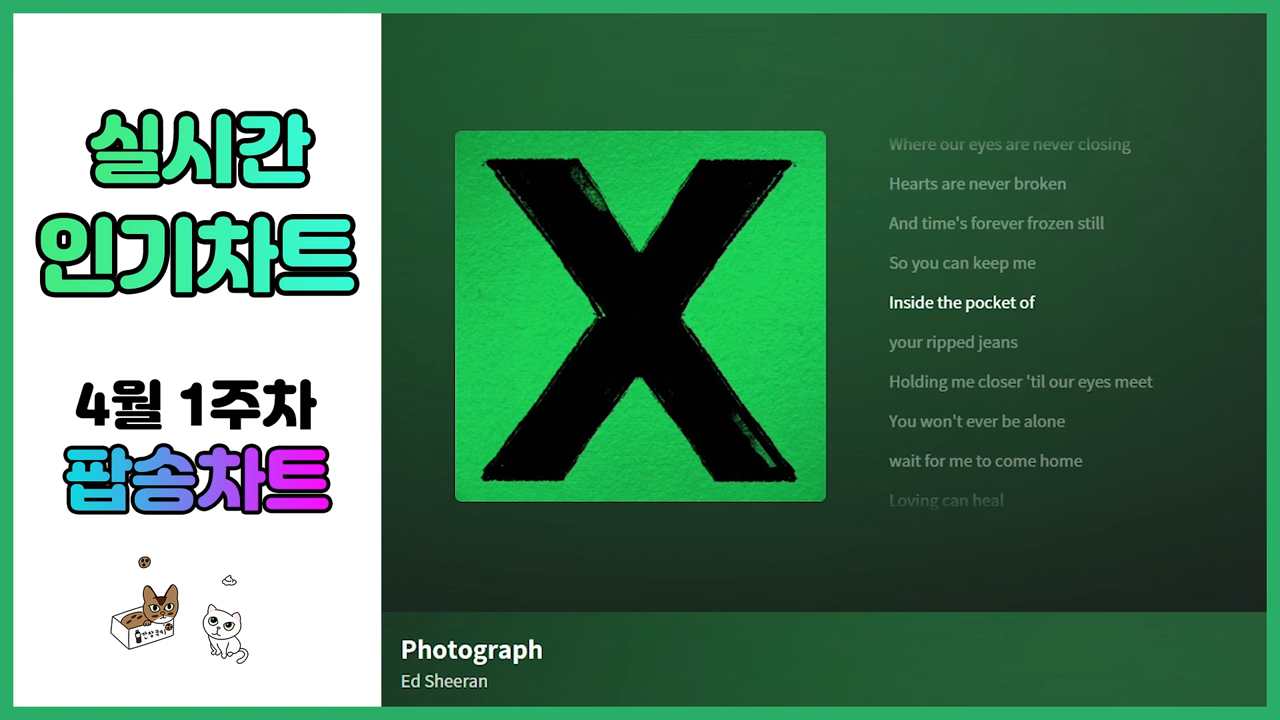 실시간
인기차트
4월 1주차
팝송차트
X
Where our eyes are never closing
Hearts are never broken
And time's forever frozen still
So you can keep me
Inside the pocket of
your ripped jeans
Holding me closer 'til our eyes meet
You won't ever be alone
wait for me to come home
Loving can heal
Photograph
Ed Sheeran